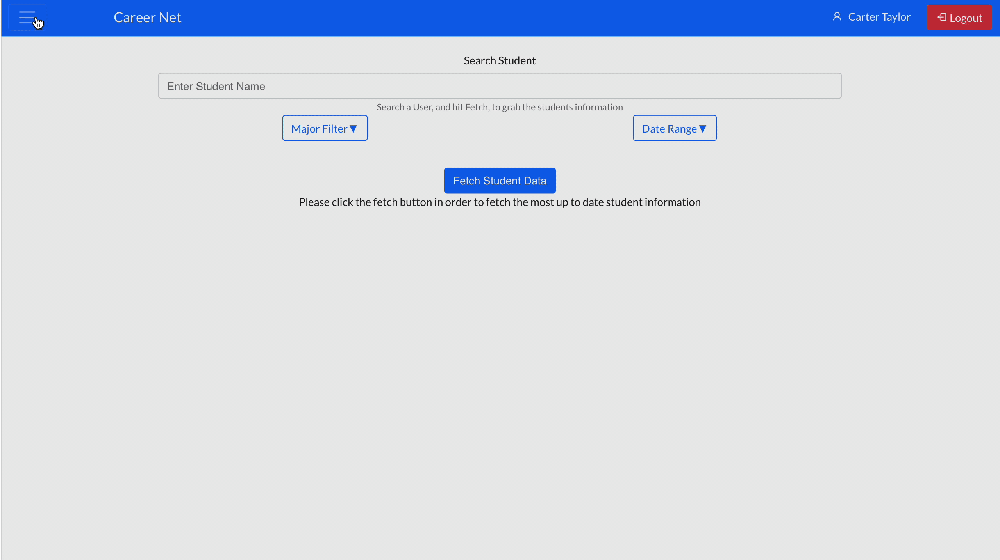 Career Net
Carter Taylor
Logout
Search Student
Enter Student Name
Search a User, and hit Fetch, to grab the students information
Major Filter▼
Date Range▼
Fetch Student Data
Please click the fetch button in order to fetch the most up to date student information